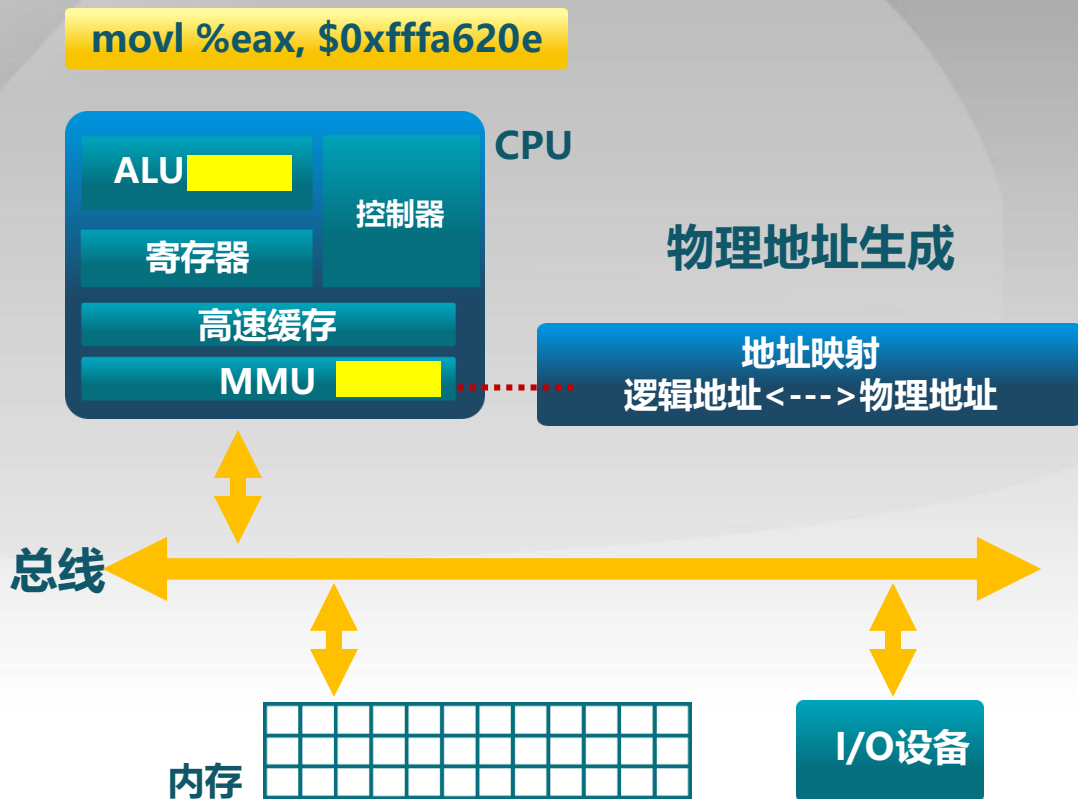 movl %eax, $0xfffa620e
CPU
ALU
控制器
寄存器
高速缓存
MMU
物理地址生成
地址映射
逻辑地址<--->物理地址
总线
内存
I/O设备